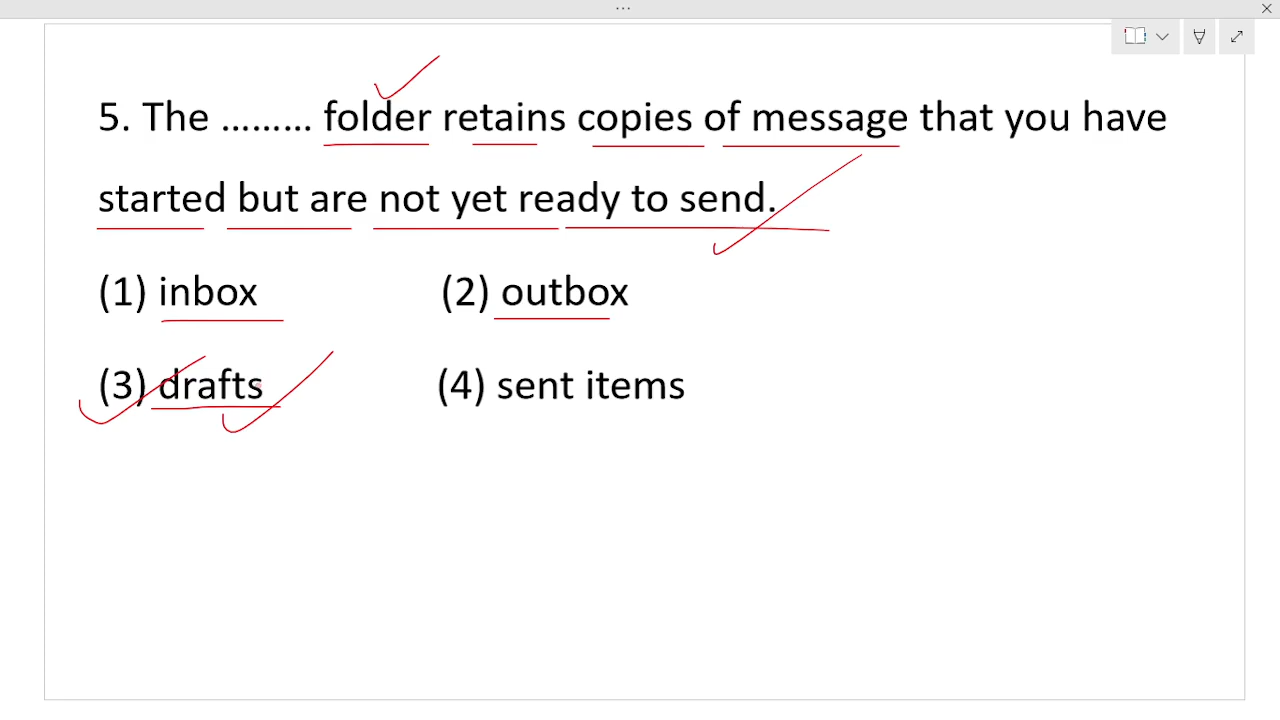 5. The ......... folder retains copies of message that you have
started but are not yet ready to send.
(1) inbox (2) outbox
(3) drafts (4) sent items